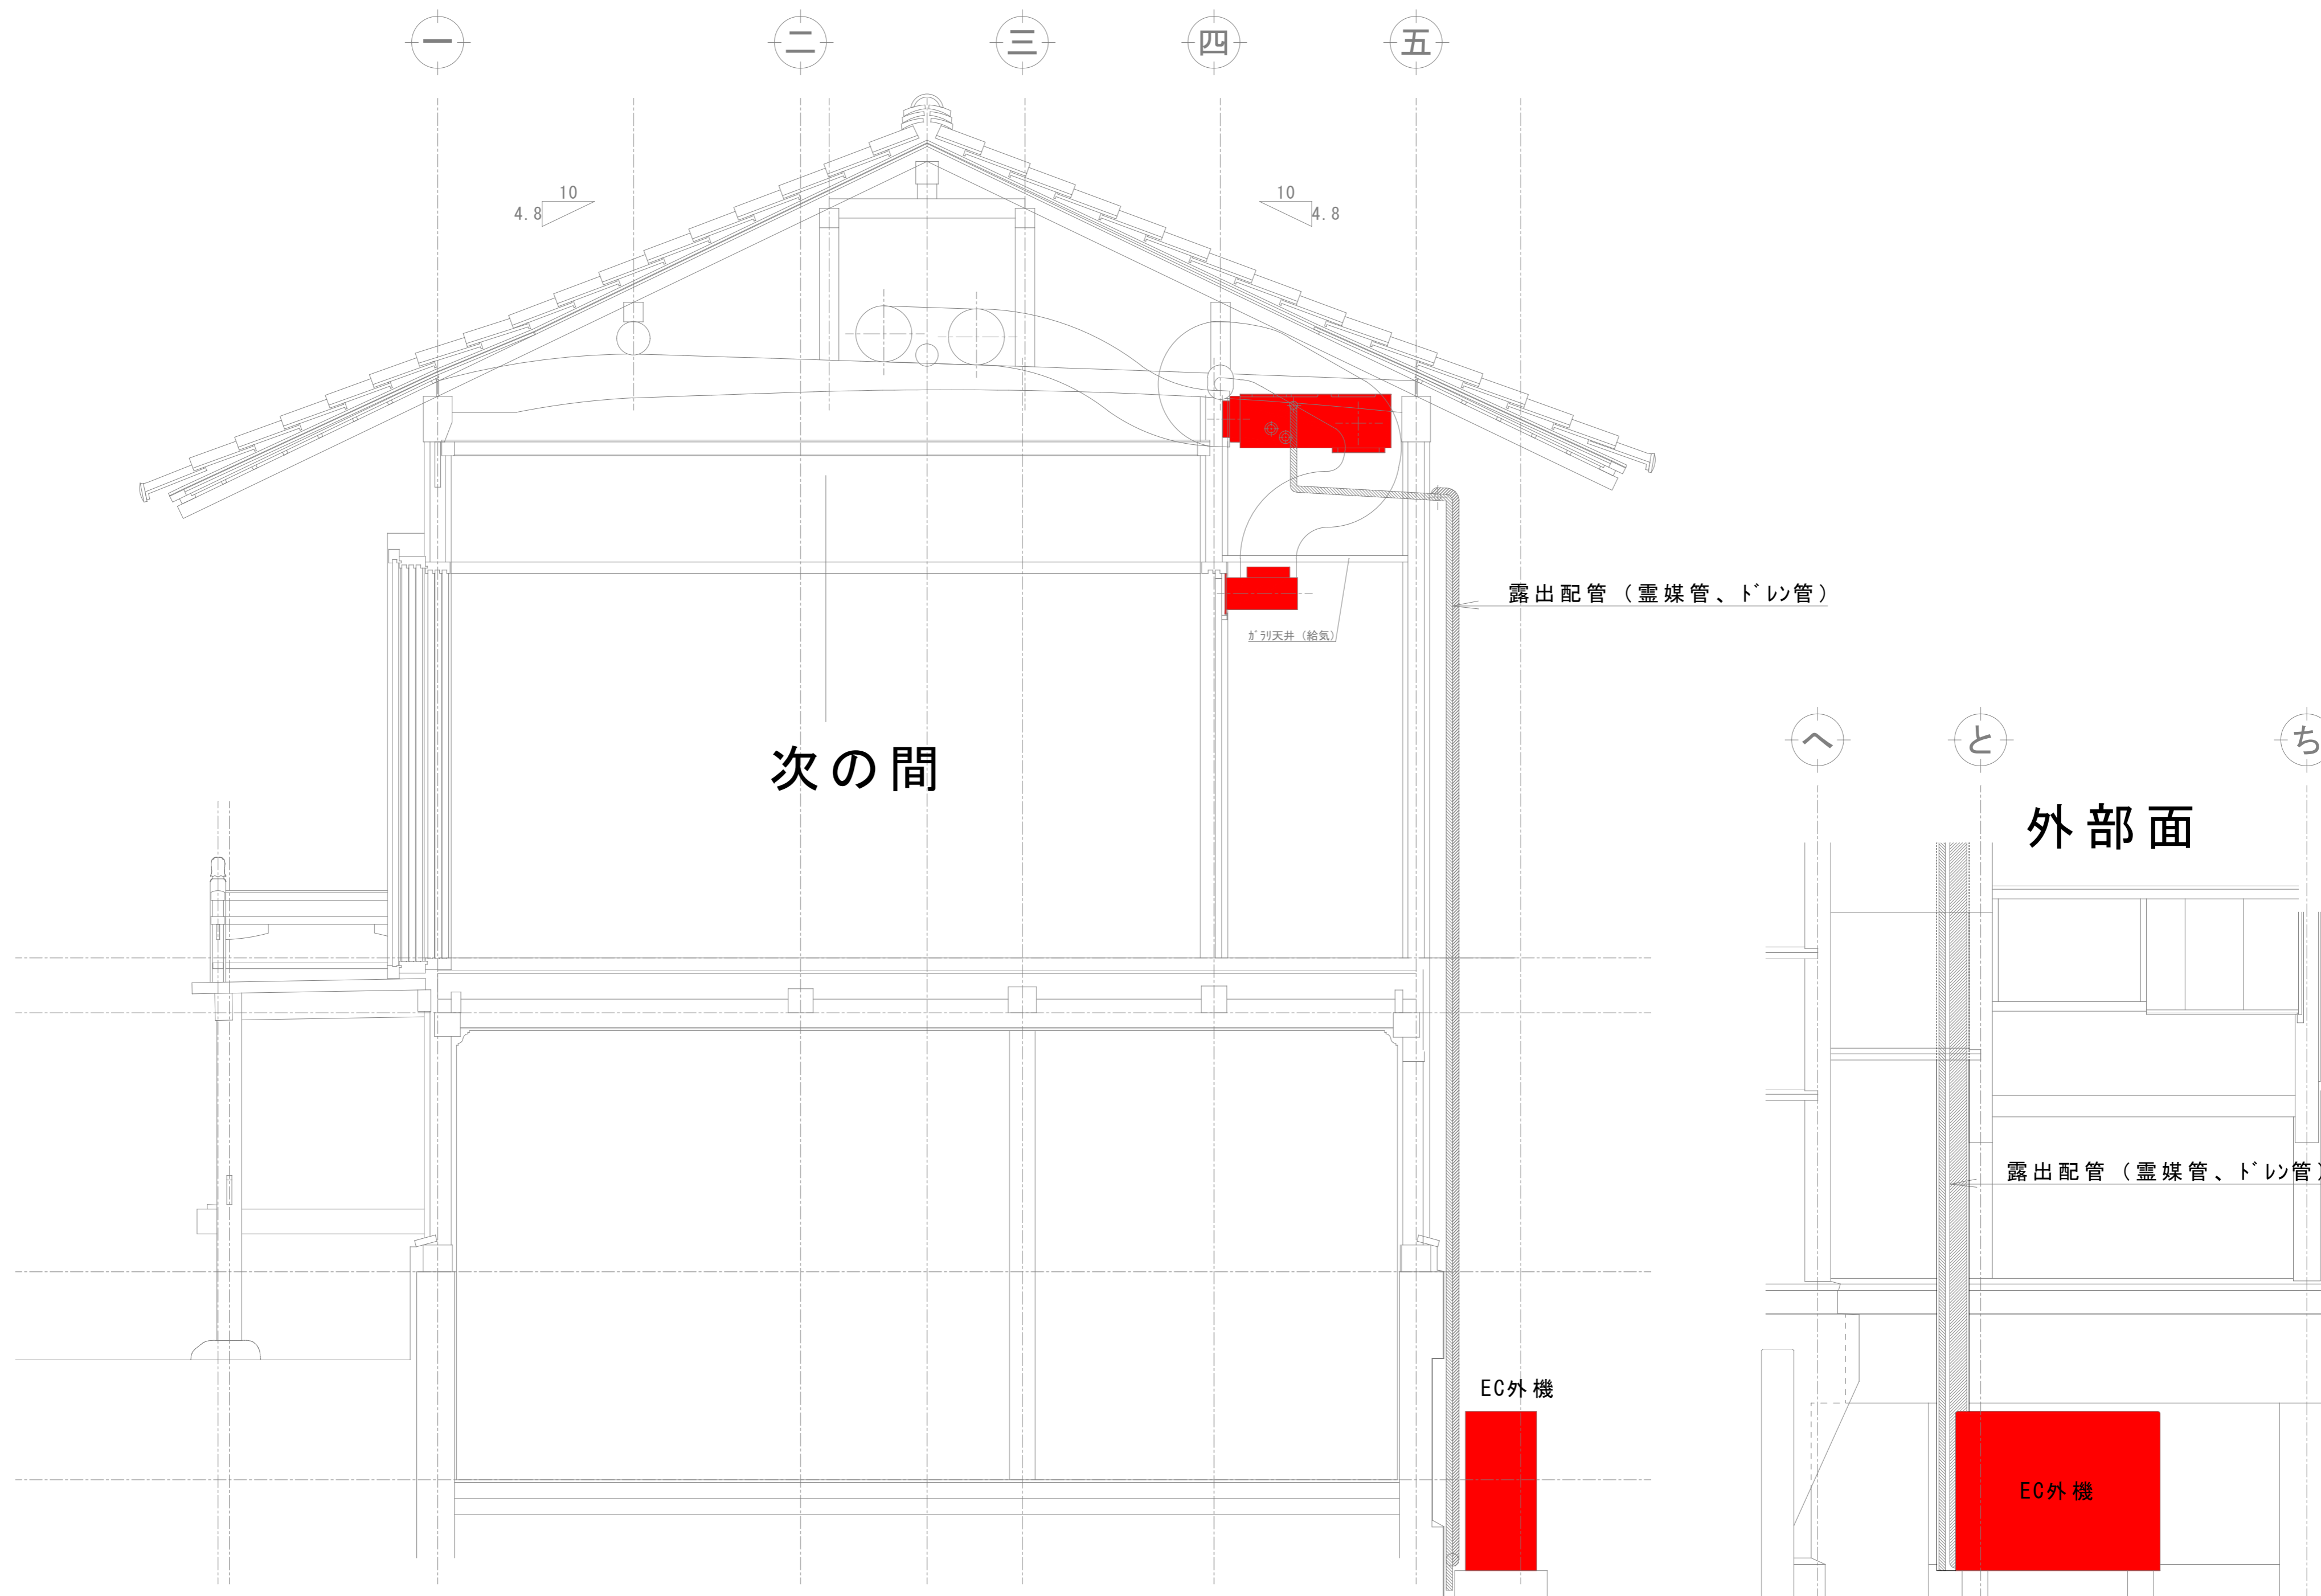 一 二 三 四 五
10 10
4.8 4.8
露出配管（霊媒管、ﾄﾞﾚﾝ管）
ｶﾞﾗﾘ天井（給気）
次の間
へ と ち
外部面
露出配管（霊媒管、ﾄﾞﾚﾝ管）
EC外機
EC外機